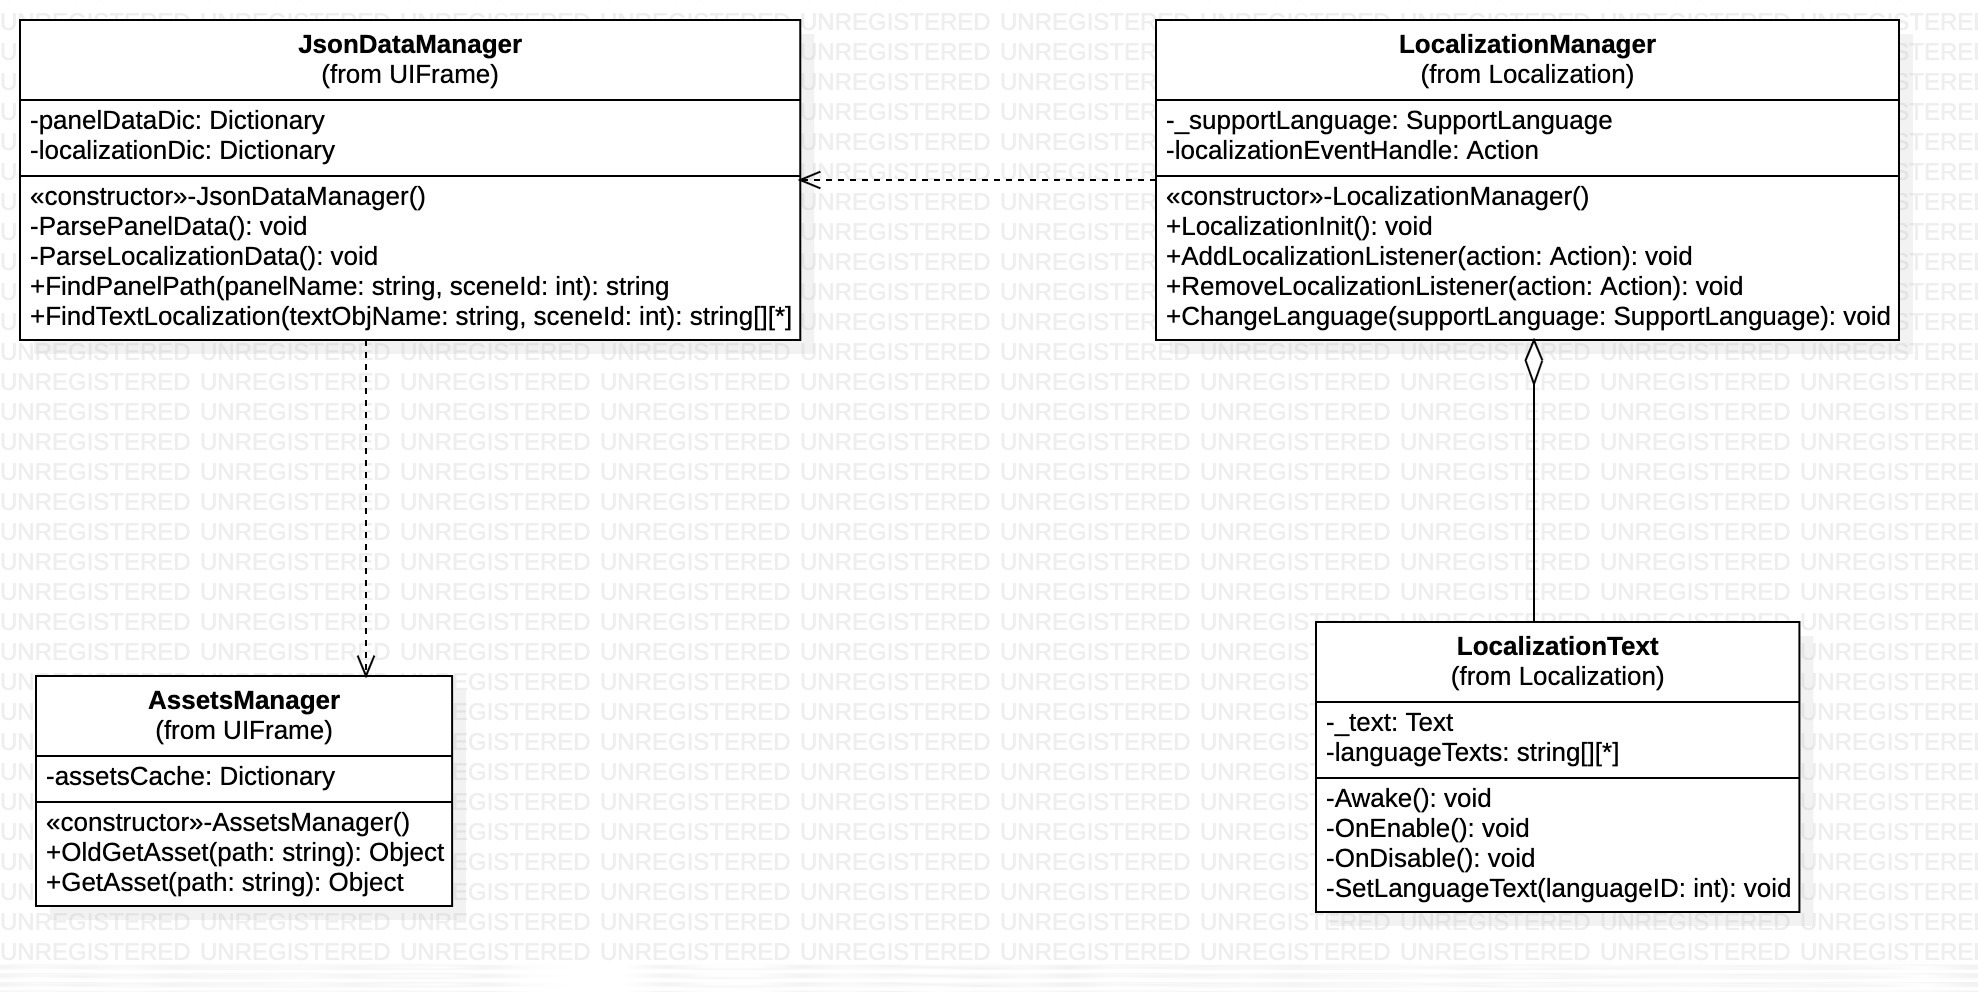 JsonDataManager
(from UIFrame)
-panelDataDic: Dictionary
-localizationDic: Dictionary
«constructor»-JsonDataManager()
-ParsePanelData(): void
-ParseLocalizationData(): void
+FindPanelPath(panelName: string, sceneId: int): string
+FindTextLocalization(textObjName: string, sceneId: int): string[][*]
LocalizationManager
(from Localization)
-_supportLanguage: SupportLanguage
-localizationEventHandle: Action
«constructor»-LocalizationManager()
+LocalizationInit(): void
+AddLocalizationListener(action: Action): void
+RemoveLocalizationListener(action: Action): void
+ChangeLanguage(supportLanguage: SupportLanguage): void
AssetsManager
(from UIFrame)
-assetsCache: Dictionary
«constructor»-AssetsManager()
+OldGetAsset(path: string): Object
+GetAsset(path: string): Object
LocalizationText
(from Localization)
-_text: Text
-languageTexts: string[][*]
-Awake(): void
-OnEnable(): void
-OnDisable(): void
-SetLanguageText(languageID: int): void
UNREGISTERED